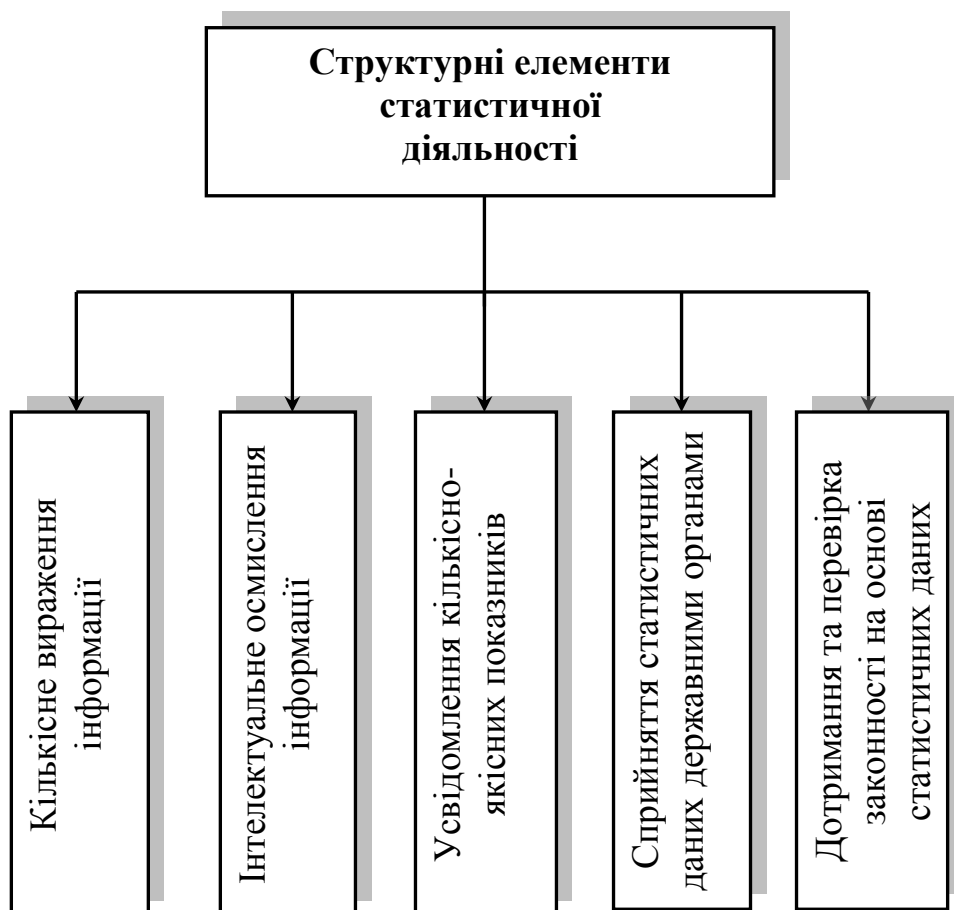 Структурні елементи
статистичної
діяльності
Кількісне вираження
інформації
Інтелектуальне осмислення
інформації
Усвідомлення кількісно-
якісних показників
Сприйняття статистичних
даних державними органами
Дотримання та перевірка
законності на основі
статистичних даних